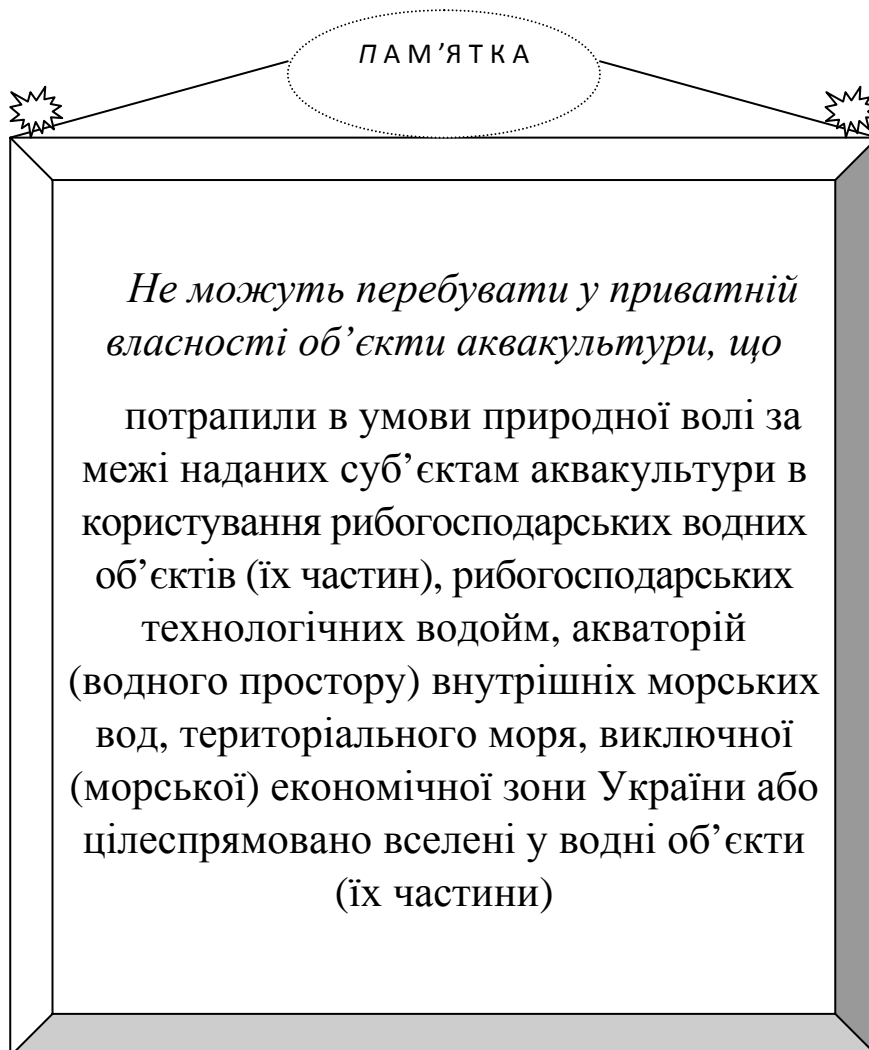 ПАМ’ЯТКА
Не можуть перебувати у приватній
власності об’єкти аквакультури, що
потрапили в умови природної волі за
межі наданих суб’єктам аквакультури в
користування рибогосподарських водних
об’єктів (їх частин), рибогосподарських
технологічних водойм, акваторій
(водного простору) внутрішніх морських
вод, територіального моря, виключної
(морської) економічної зони України або
цілеспрямовано вселені у водні об’єкти
(їх частини)